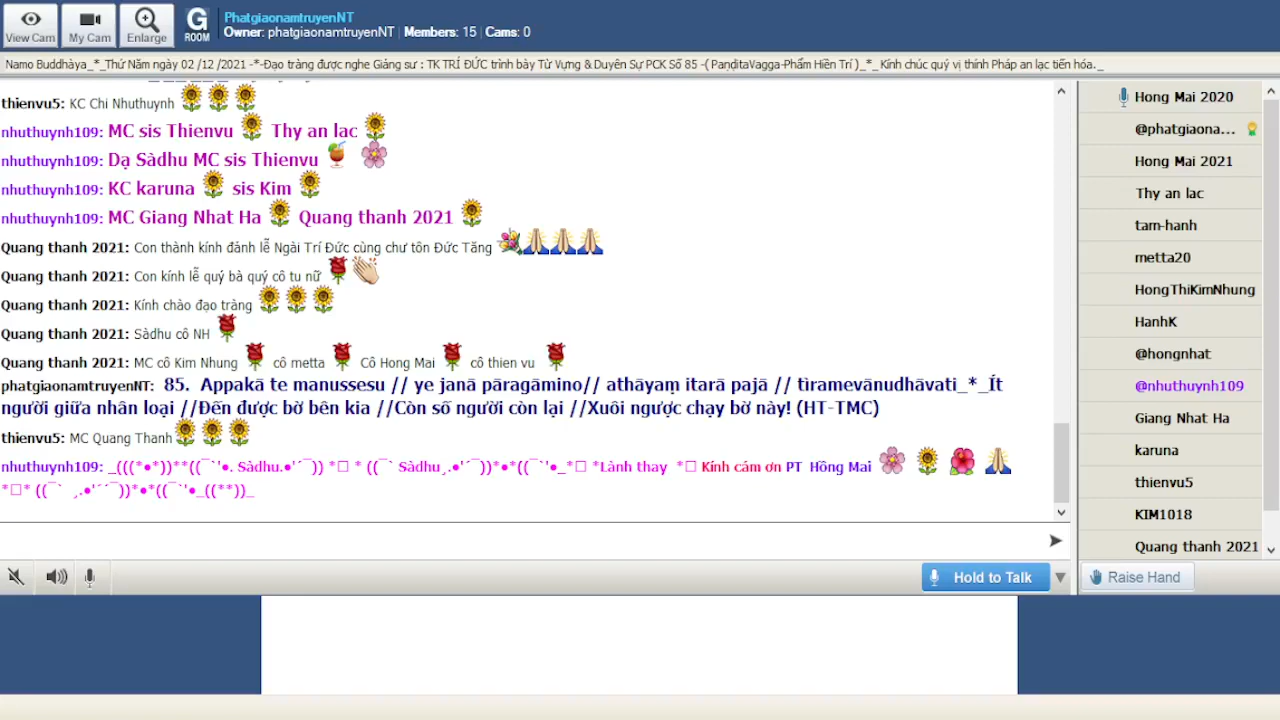 View Cam
My Cam
Enlarge
G
ROOM
PhatgiaonamtruyenNT
Owner: phatgiaonamtruyenNT | Members: 15 | Cams: 0
Namo Buddhàya_*_Thứ Năm ngày 02 /12 /2021 -*-Đạo tràng được nghe Giảng sư : TK TRÍ ĐỨC trình bày Từ Vựng & Duyên Sự PCK Số 85 -( PaṇḍitaVagga-Phẩm Hiền Trí )_*_ Kính chúc quý vị thính Pháp an lạc tiến hóa._
thienvu5: KC Chi Nhuthuynh
nhuthuynh109: MC sis Thienvu Thy an lac
nhuthuynh109: Dạ Sàdhu MC sis Thienvu
nhuthuynh109: KC karuna sis Kim
nhuthuynh109: MC Giang Nhat Ha Quang thanh 2021
Quang thanh 2021: Con thành kính đảnh lễ Ngài Trí Đức cùng chư tôn Đức Tăng
Quang thanh 2021: Con kính lễ quý bà quý cô tu nữ
Quang thanh 2021: Kính chào đạo tràng
Quang thanh 2021: Sàdhu cô NH
Quang thanh 2021: MC cô Kim Nhung cô metta Cô Hong Mai cô thien vu
phatgiaonamtruyenNT: 85. Appakā te manussesu // ye janā pāragāmino// athāyaṃ itarā pajā // tìramevānudhāvati_*_Ít
người giữa nhân loại //Đến được bờ bên kia //Còn số người còn lại //Xuôi ngược chạy bờ này! (HT-TMC)
thienvu5: MC Quang Thanh
nhuthuynh109: _(((*•*))**((¯`'•. Sàdhu.•'´¯)) *□ * ((¯` Sàdhu¸.•'´¯))*•*((¯`'•_*□ *Lành thay *□ Kính cám ơn PT Hồng Mai
*□* ((¯` ¸.•'´¯))*•*((¯`'•_((**))_
Hold to Talk
Hong Mai 2020
@phatgiaona...
Hong Mai 2021
Thy an lac
tam-hanh
metta20
HongThiKimNhung
HanhK
@hongnhat
@nhuthuynh109
Giang Nhat Ha
karuna
thienvu5
KIM1018
Quang thanh 2021
Raise Hand